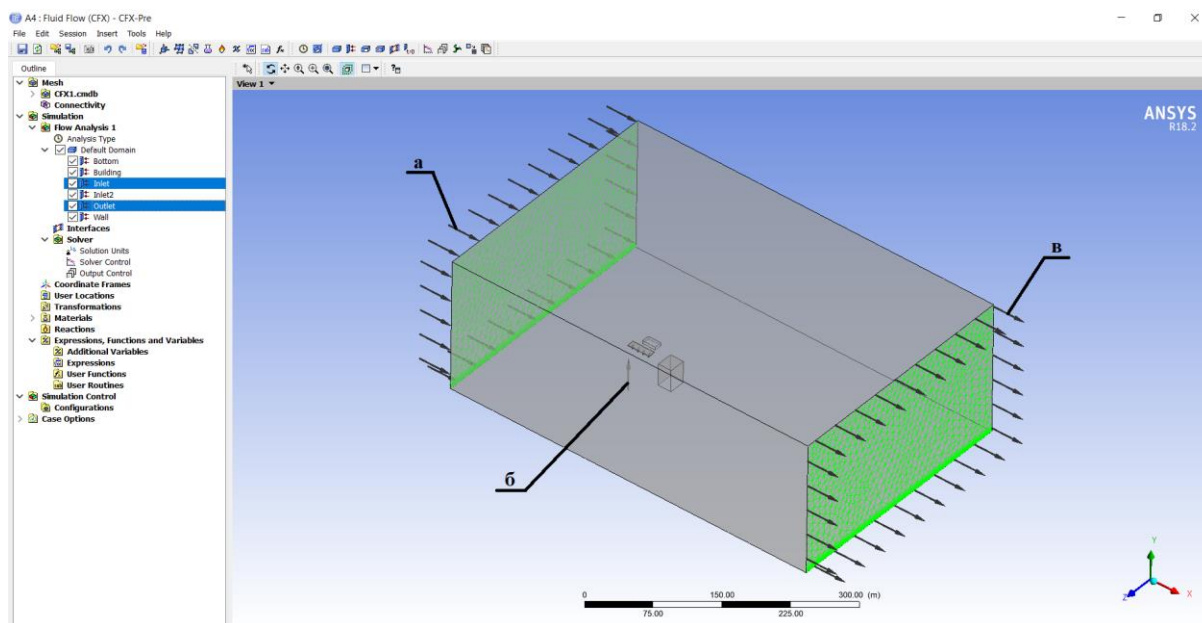 A4 : Fluid Flow (CFX) - CFX-Pre
File Edit Session Insert Tools Help
Outline
View 1
Mesh
CFX1.cmdb
Connectivity
Simulation
Flow Analysis 1
Analysis Type
Default Domain
Bottom
Building
Inlet
Inlet2
Outlet
Wall
Interfaces
Solver
Solution Units
Solver Control
Output Control
Coordinate Frames
User Locations
Transformations
Materials
Reactions
Expressions, Functions and Variables
Additional Variables
Expressions
User Functions
User Routines
Simulation Control
Configurations
Case Options
ANSYS
R18.2
а
в
б
0 150.00 300.00 (m)
75.00 225.00
Y
Z
X